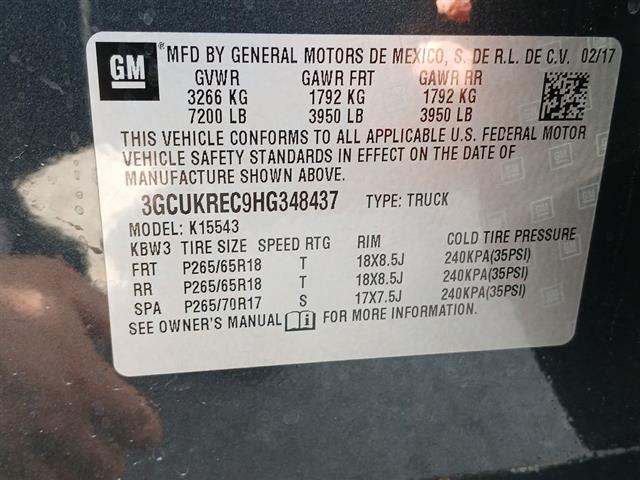 GM
MFD BY GENERAL MOTORS DE MEXICO, S. DE R.L. DE C.V. 02/17
GVWR GAWR FRT GAWR RR
3266 KG 1792 KG 1792 KG
7200 LB 3950 LB 3950 LB
THIS VEHICLE CONFORMS TO ALL APPLICABLE U.S. FEDERAL MOTOR
VEHICLE SAFETY STANDARDS IN EFFECT ON THE DATE OF
MANUFACTURE SHOWN ABOVE.
3GCUKREC9HG348437 TYPE: TRUCK
MODEL: K15543
KBW3 TIRE SIZE SPEED RTG RIM COLD TIRE PRESSURE
FRT P265/65R18 T 18X8.5J 240KPA(35PSI)
RR P265/65R18 T 18X8.5J 240KPA(35PSI)
SPA P265/70R17 S 17X7.5J 240KPA(35PSI)
SEE OWNER'S MANUAL FOR MORE INFORMATION.